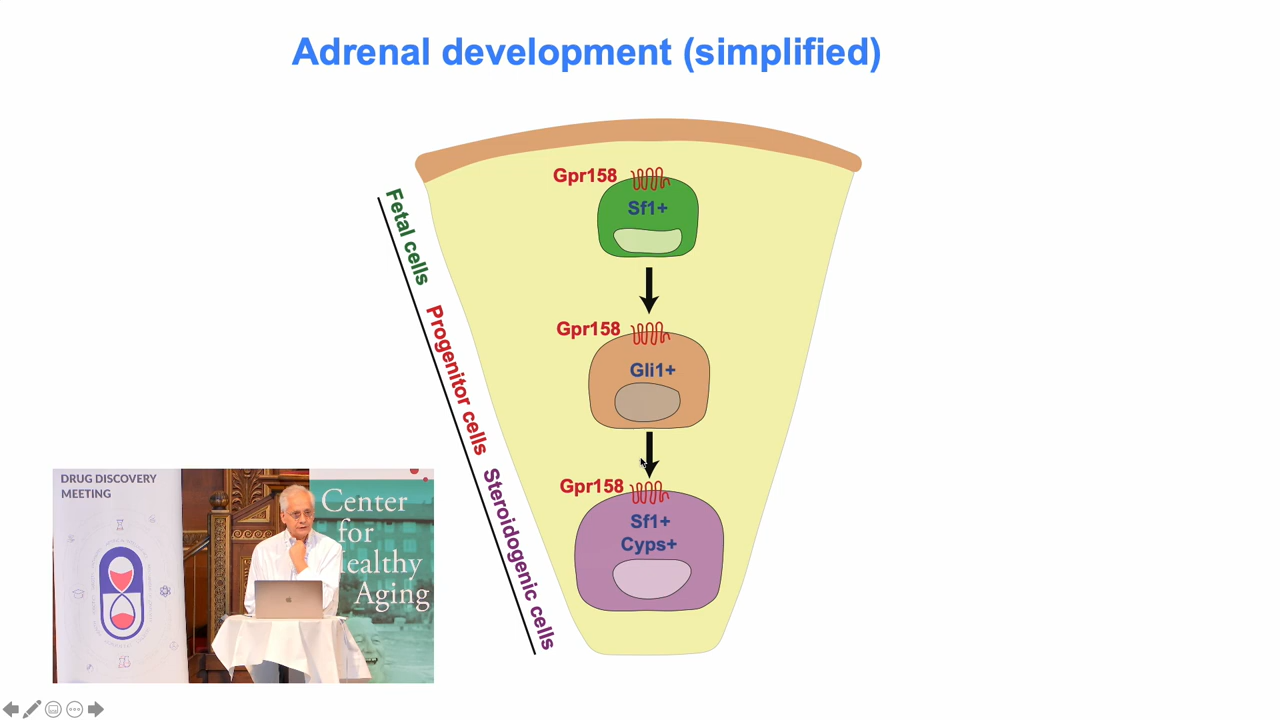 Adrenal development (simplified)
Gpr158
Sf1+
Fetal cells
Gpr158
Gli1+
Progenitor cells
Gpr158
Sf1+
Cyps+
Steroidogenic cells
DRUG DISCOVERY
MEETING
Center
for
ealthy
Aging